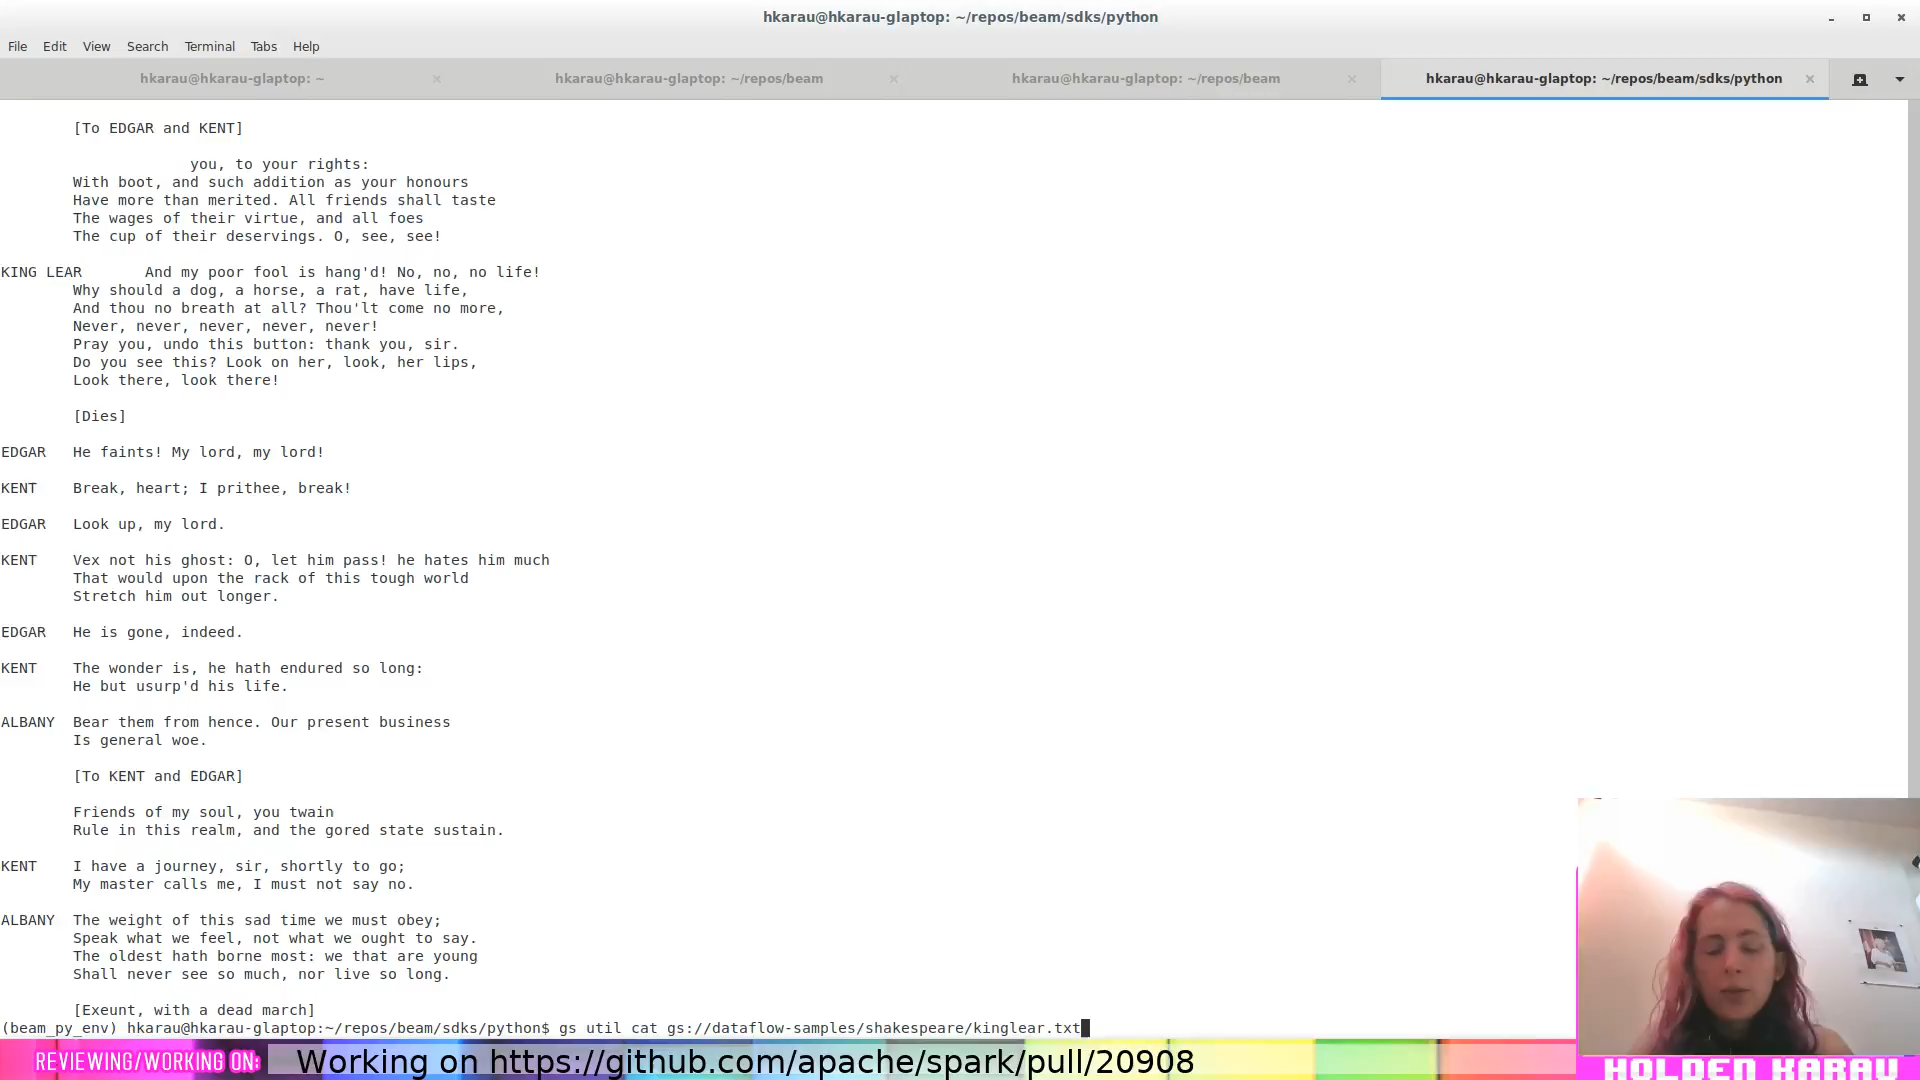 hkarau@hkarau-glaptop: ~/repos/beam/sdks/python
File Edit View Search Terminal Tabs Help
hkarau@hkarau-glaptop: ~ × hkarau@hkarau-glaptop: ~/repos/beam × hkarau@hkarau-glaptop: ~/repos/beam × hkarau@hkarau-glaptop: ~/repos/beam/sdks/python ×
[To EDGAR and KENT]
you, to your rights:
With boot, and such addition as your honours
Have more than merited. All friends shall taste
The wages of their virtue, and all foes
The cup of their deservings. O, see, see!
KING LEAR And my poor fool is hang'd! No, no, no life!
Why should a dog, a horse, a rat, have life,
And thou no breath at all? Thou'lt come no more,
Never, never, never, never, never!
Pray you, undo this button: thank you, sir.
Do you see this? Look on her, look, her lips,
Look there, look there!
[Dies]
EDGAR He faints! My lord, my lord!
KENT Break, heart; I prithee, break!
EDGAR Look up, my lord.
KENT Vex not his ghost: O, let him pass! he hates him much
That would upon the rack of this tough world
Stretch him out longer.
EDGAR He is gone, indeed.
KENT The wonder is, he hath endured so long:
He but usurp'd his life.
ALBANY Bear them from hence. Our present business
Is general woe.
[To KENT and EDGAR]
Friends of my soul, you twain
Rule in this realm, and the gored state sustain.
KENT I have a journey, sir, shortly to go;
My master calls me, I must not say no.
ALBANY The weight of this sad time we must obey;
Speak what we feel, not what we ought to say.
The oldest hath borne most: we that are young
Shall never see so much, nor live so long.
[Exeunt, with a dead march]
(beam_py_env) hkarau@hkarau-glaptop:~/repos/beam/sdks/python$ gs util cat gs://dataflow-samples/shakespeare/kinglear.txt
REVIEWING/WORKING ON: Working on https://github.com/apache/spark/pull/20908
HOLDEN KARAU